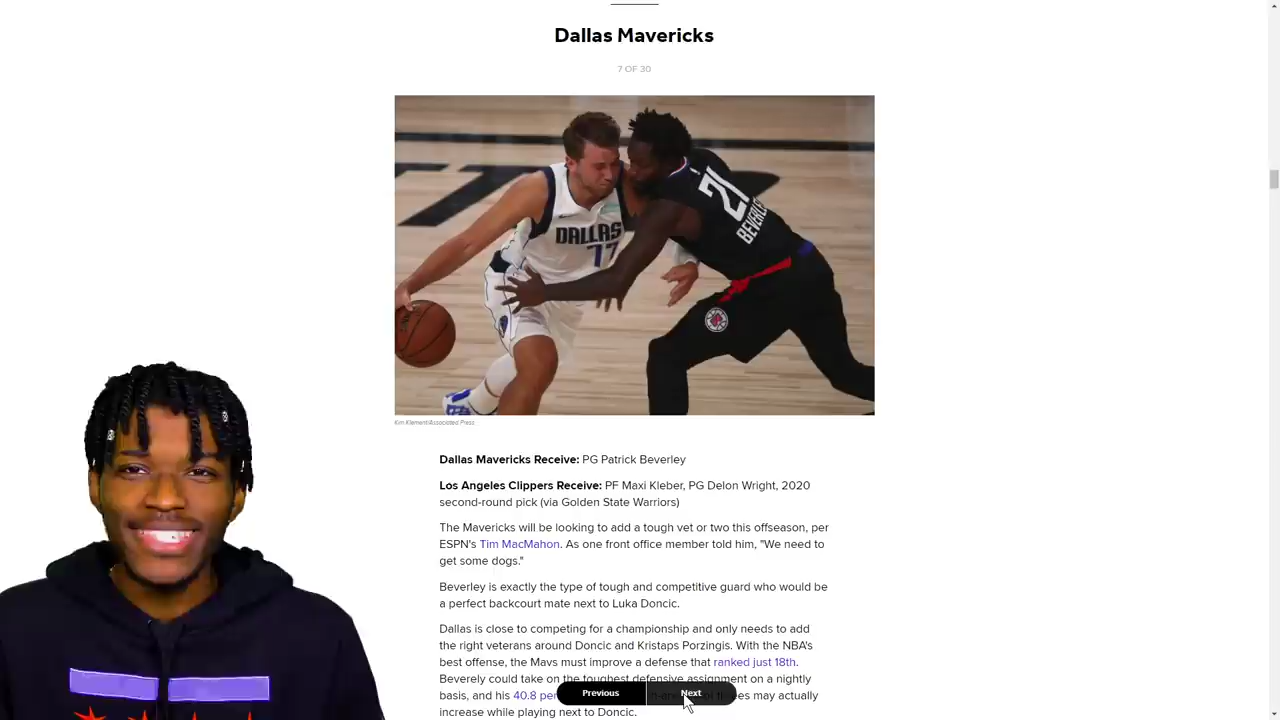 Dallas Mavericks
7 OF 30
DALLAS
77
21
BEVERLEY
Kim Klement/Associated Press
Dallas Mavericks Receive: PG Patrick Beverley
Los Angeles Clippers Receive: PF Maxi Kleber, PG Delon Wright, 2020
second-round pick (via Golden State Warriors)
The Mavericks will be looking to add a tough vet or two this offseason, per
ESPN's Tim MacMahon. As one front office member told him, "We need to
get some dogs."
Beverley is exactly the type of tough and competitive guard who would be
a perfect backcourt mate next to Luka Doncic.
Dallas is close to competing for a championship and only needs to add
the right veterans around Doncic and Kristaps Porzingis. With the NBA's
best offense, the Mavs must improve a defense that ranked just 18th.
Beverely could take on the toughest defensive assignment on a nightly
basis, and his 40.8 may actually
Previous Next
increase while playing next to Doncic.